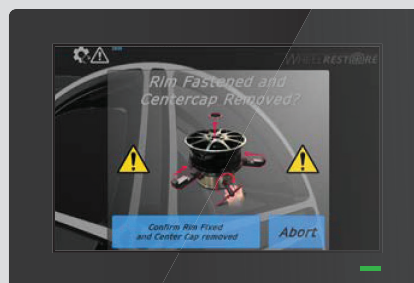 WHEELRESTORE
Rim Fastened and
Centercap Removed?
Confirm Rim Fixed
and Center Cap removed
Abort